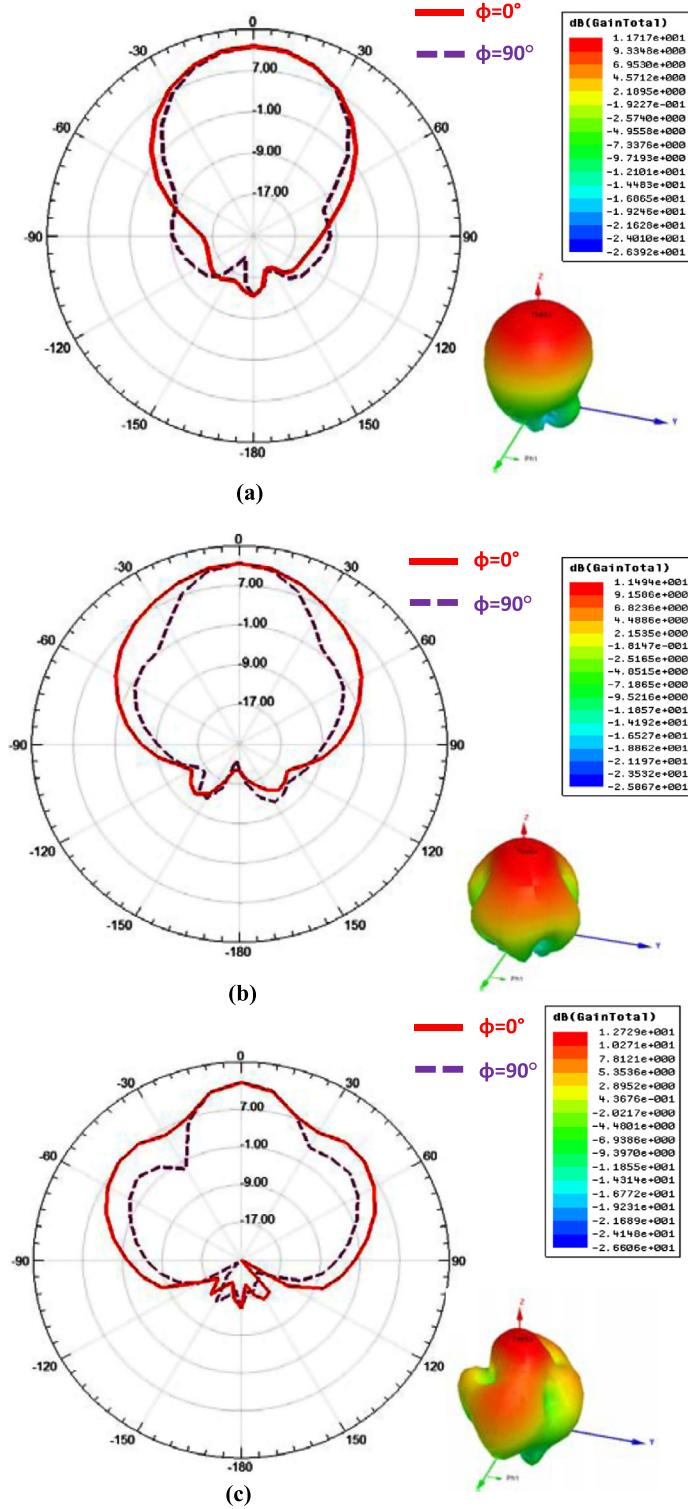 0
30
60
90
120
150
-180
-150
-120
-90
-60
-30
7.00
-1.00
-9.00
-17.00
ϕ=0°
ϕ=90°
dB(GainTotal)
1.1717e+001
9.3348e+000
6.9530e+000
4.5712e+000
2.1895e+000
-1.9227e-001
-2.5740e+000
-4.9558e+000
-7.3376e+000
-9.7193e+000
-1.2101e+001
-1.4483e+001
-1.6865e+001
-1.9246e+001
-2.1628e+001
-2.4010e+001
-2.6392e+001
Z
Theta
Y
Phi
(a)
0
30
60
90
120
150
-180
-150
-120
-90
-60
-30
7.00
-1.00
-9.00
-17.00
ϕ=0°
ϕ=90°
dB(GainTotal)
1.1494e+001
9.1586e+000
6.8236e+000
4.4886e+000
2.1535e+000
-1.8147e-001
-2.5165e+000
-4.8515e+000
-7.1865e+000
-9.5216e+000
-1.1857e+001
-1.4192e+001
-1.6527e+001
-1.8862e+001
-2.1197e+001
-2.3532e+001
-2.5867e+001
Z
Y
Phi
(b)
0
30
60
90
120
150
-180
-150
-120
-90
-60
-30
7.00
-1.00
-9.00
-17.00
ϕ=0°
ϕ=90°
dB(GainTotal)
1.2729e+001
1.0271e+001
7.8121e+000
5.3536e+000
2.8952e+000
4.3676e-001
-2.0217e+000
-4.4801e+000
-6.9386e+000
-9.3970e+000
-1.1855e+001
-1.4314e+001
-1.6772e+001
-1.9231e+001
-2.1689e+001
-2.4148e+001
-2.6606e+001
Z
Y
Phi
(c)